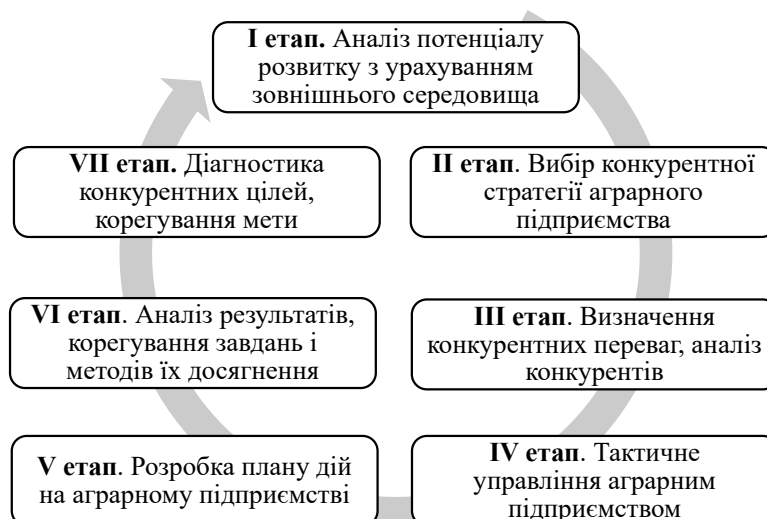 I етап. Аналіз потенціалу
розвитку з урахуванням
зовнішнього середовища
II етап. Вибір конкурентної
стратегії аграрного
підприємства
III етап. Визначення
конкурентних переваг, аналіз
конкурентів
IV етап. Тактичне
управління аграрним
підприємством
V етап. Розробка плану дій
на аграрному підприємстві
VI етап. Аналіз результатів,
корегування завдань і
методів їх досягнення
VII етап. Діагностика
конкурентних цілей,
корегування мети